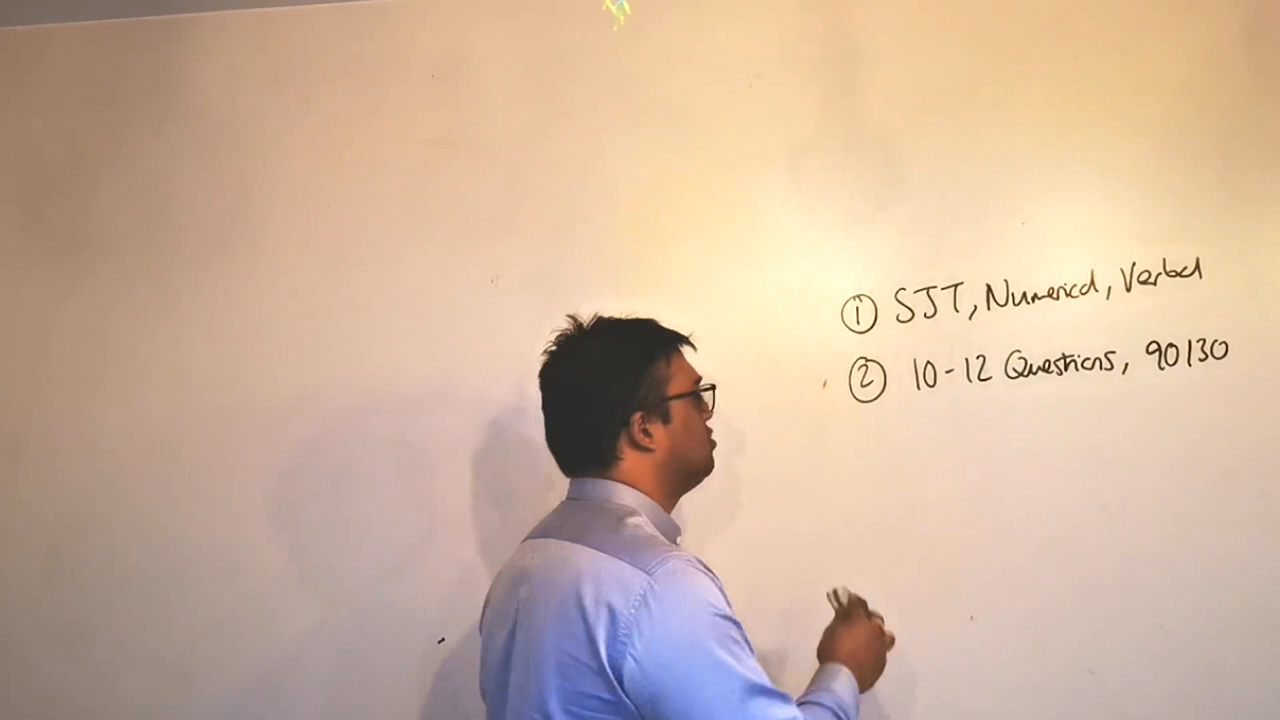 ① SJT, Numerical, Verbal
② 10-12 Questions, 90/30